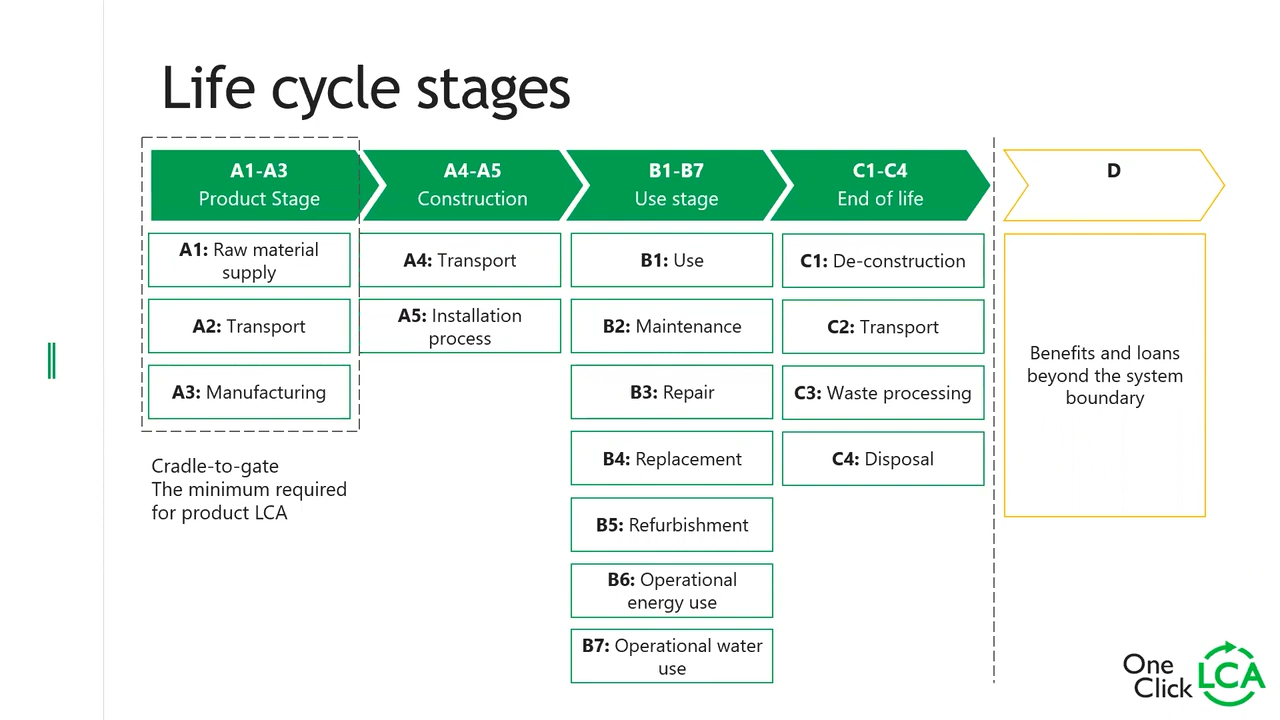 Life cycle stages
A1-A3
Product Stage
A4-A5
Construction
B1-B7
Use stage
C1-C4
End of life
D
A1: Raw material
supply
A2: Transport
A3: Manufacturing
Cradle-to-gate
The minimum required
for product LCA
A4: Transport
A5: Installation
process
B1: Use
B2: Maintenance
B3: Repair
B4: Replacement
B5: Refurbishment
B6: Operational
energy use
B7: Operational water
use
C1: De-construction
C2: Transport
C3: Waste processing
C4: Disposal
Benefits and loans
beyond the system
boundary
One
Click
LCA